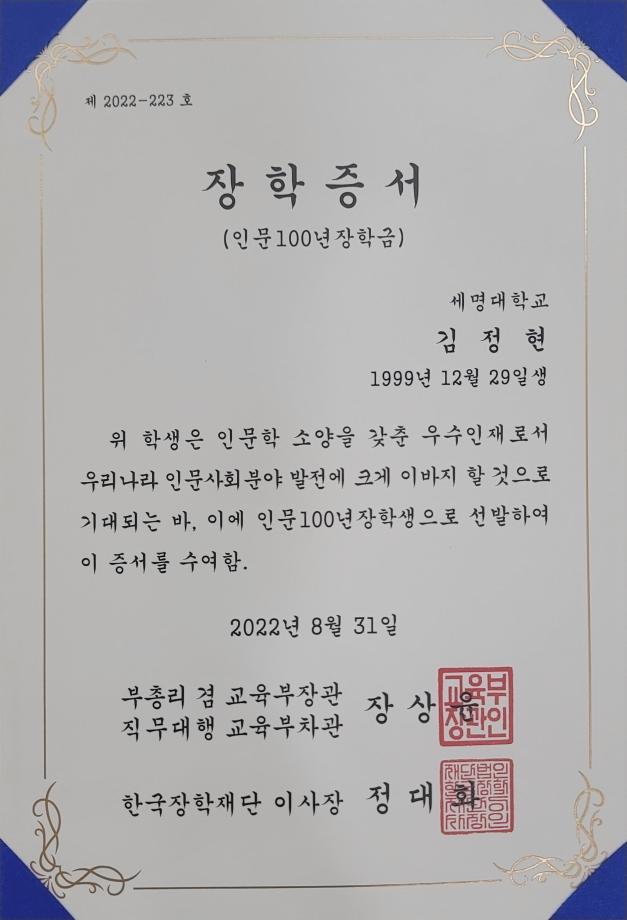 제 2022-223 호
장학증서
(인문100년장학금)
세명대학교
김 정 현
1999년 12월 29일생
위 학생은 인문학 소양을 갖춘 우수인재로서
우리나라 인문사회분야 발전에 크게 이바지 할 것으로
기대되는 바, 이에 인문100년장학생으로 선발하여
이 증서를 수여함.
2022년 8월 31일
부총리 겸 교육부장관
직무대행 교육부차관 장 상 윤
교육부
장관인
한국장학재단 이사장 정 대 화